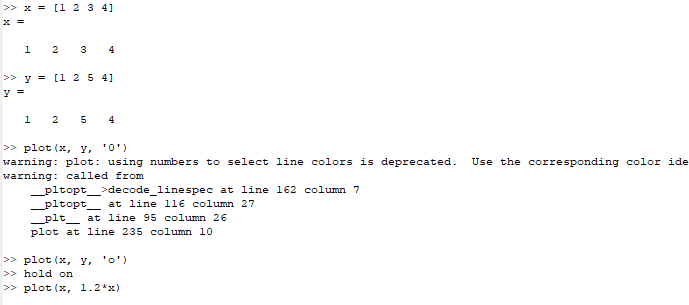 >> x = [1 2 3 4]
x =
1 2 3 4
>> y = [1 2 5 4]
y =
1 2 5 4
>> plot(x, y, '0')
warning: plot: using numbers to select line colors is deprecated. Use the corresponding color ide
warning: called from
__pltopt__>decode_linespec at line 162 column 7
__pltopt__ at line 116 column 27
__plt__ at line 95 column 26
plot at line 235 column 10
>> plot(x, y, 'o')
>> hold on
>> plot(x, 1.2*x)